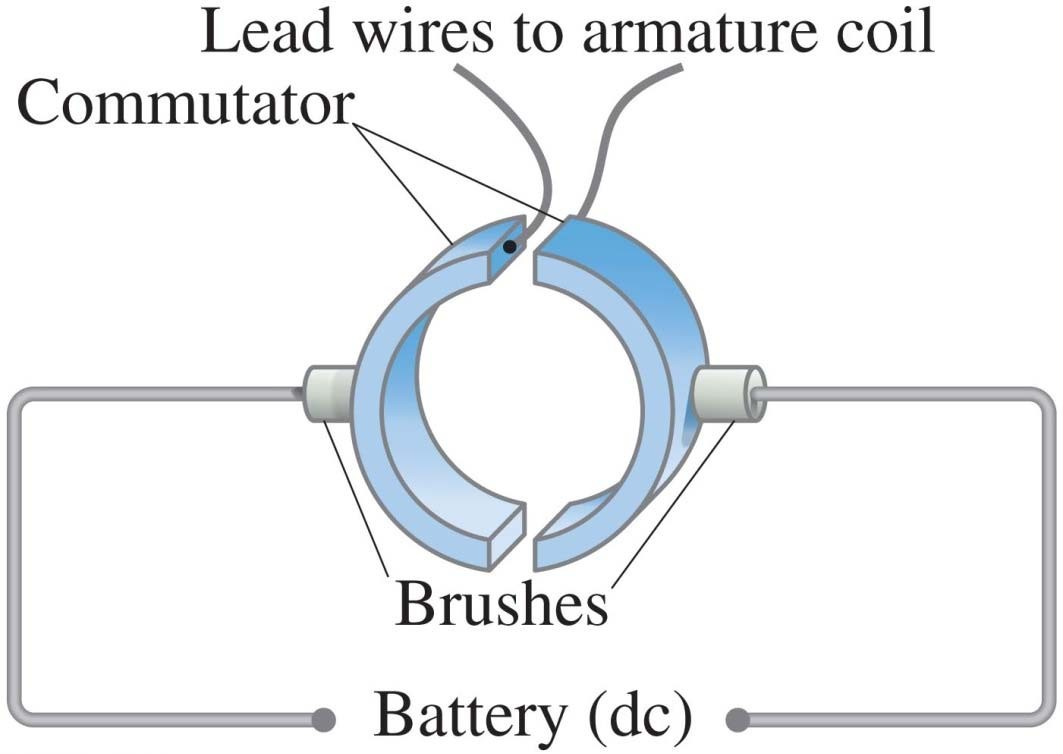 Lead wires to armature coil
Commutator
Brushes
Battery (dc)